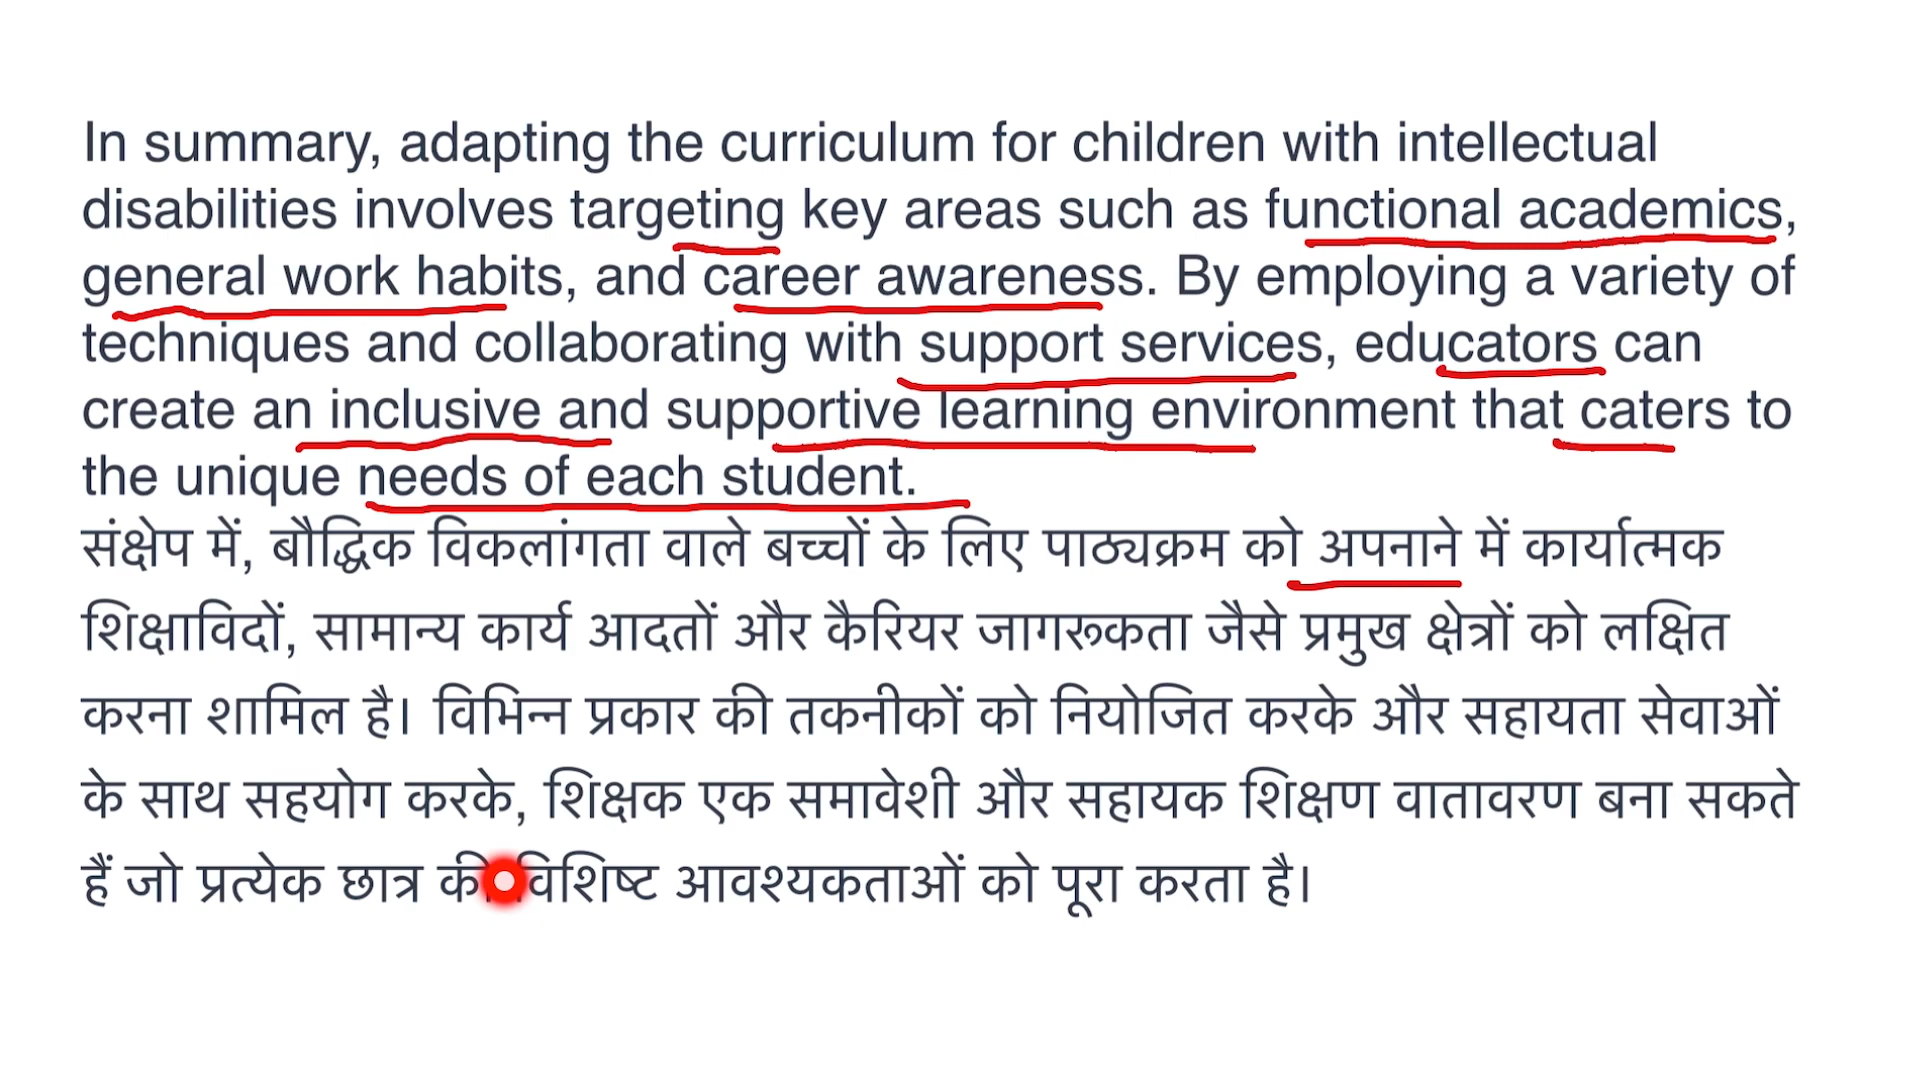 In summary, adapting the curriculum for children with intellectual
disabilities involves targeting key areas such as functional academics,
general work habits, and career awareness. By employing a variety of
techniques and collaborating with support services, educators can
create an inclusive and supportive learning environment that caters to
the unique needs of each student.
संक्षेप में, बौद्धिक विकलांगता वाले बच्चों के लिए पाठ्यक्रम को अपनाने में कार्यात्मक
शिक्षाविदों, सामान्य कार्य आदतों और कैरियर जागरूकता जैसे प्रमुख क्षेत्रों को लक्षित
करना शामिल है। विभिन्न प्रकार की तकनीकों को नियोजित करके और सहायता सेवाओं
के साथ सहयोग करके, शिक्षक एक समावेशी और सहायक शिक्षण वातावरण बना सकते
हैं जो प्रत्येक छात्र की विशिष्ट आवश्यकताओं को पूरा करता है।